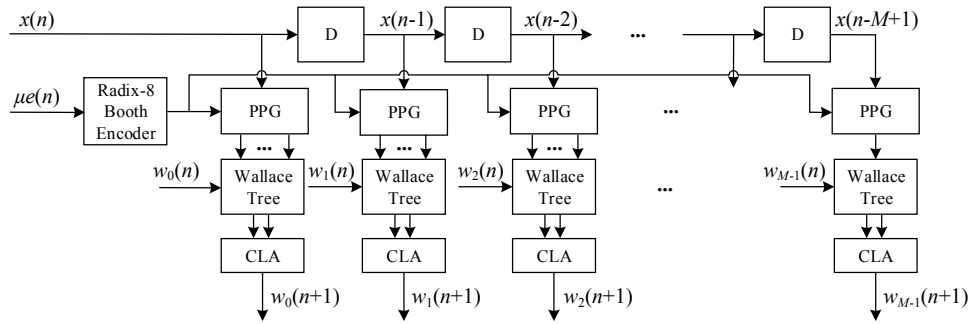 x(n)
D
x(n-1)
D
x(n-2)
...
D
x(n-M+1)
μe(n)
Radix-8
Booth
Encoder
PPG
PPG
PPG
...
PPG
...
...
...
w0(n)
Wallace
Tree
w1(n)
Wallace
Tree
w2(n)
Wallace
Tree
...
wM-1(n)
Wallace
Tree
CLA
CLA
CLA
CLA
w0(n+1)
w1(n+1)
w2(n+1)
wM-1(n+1)